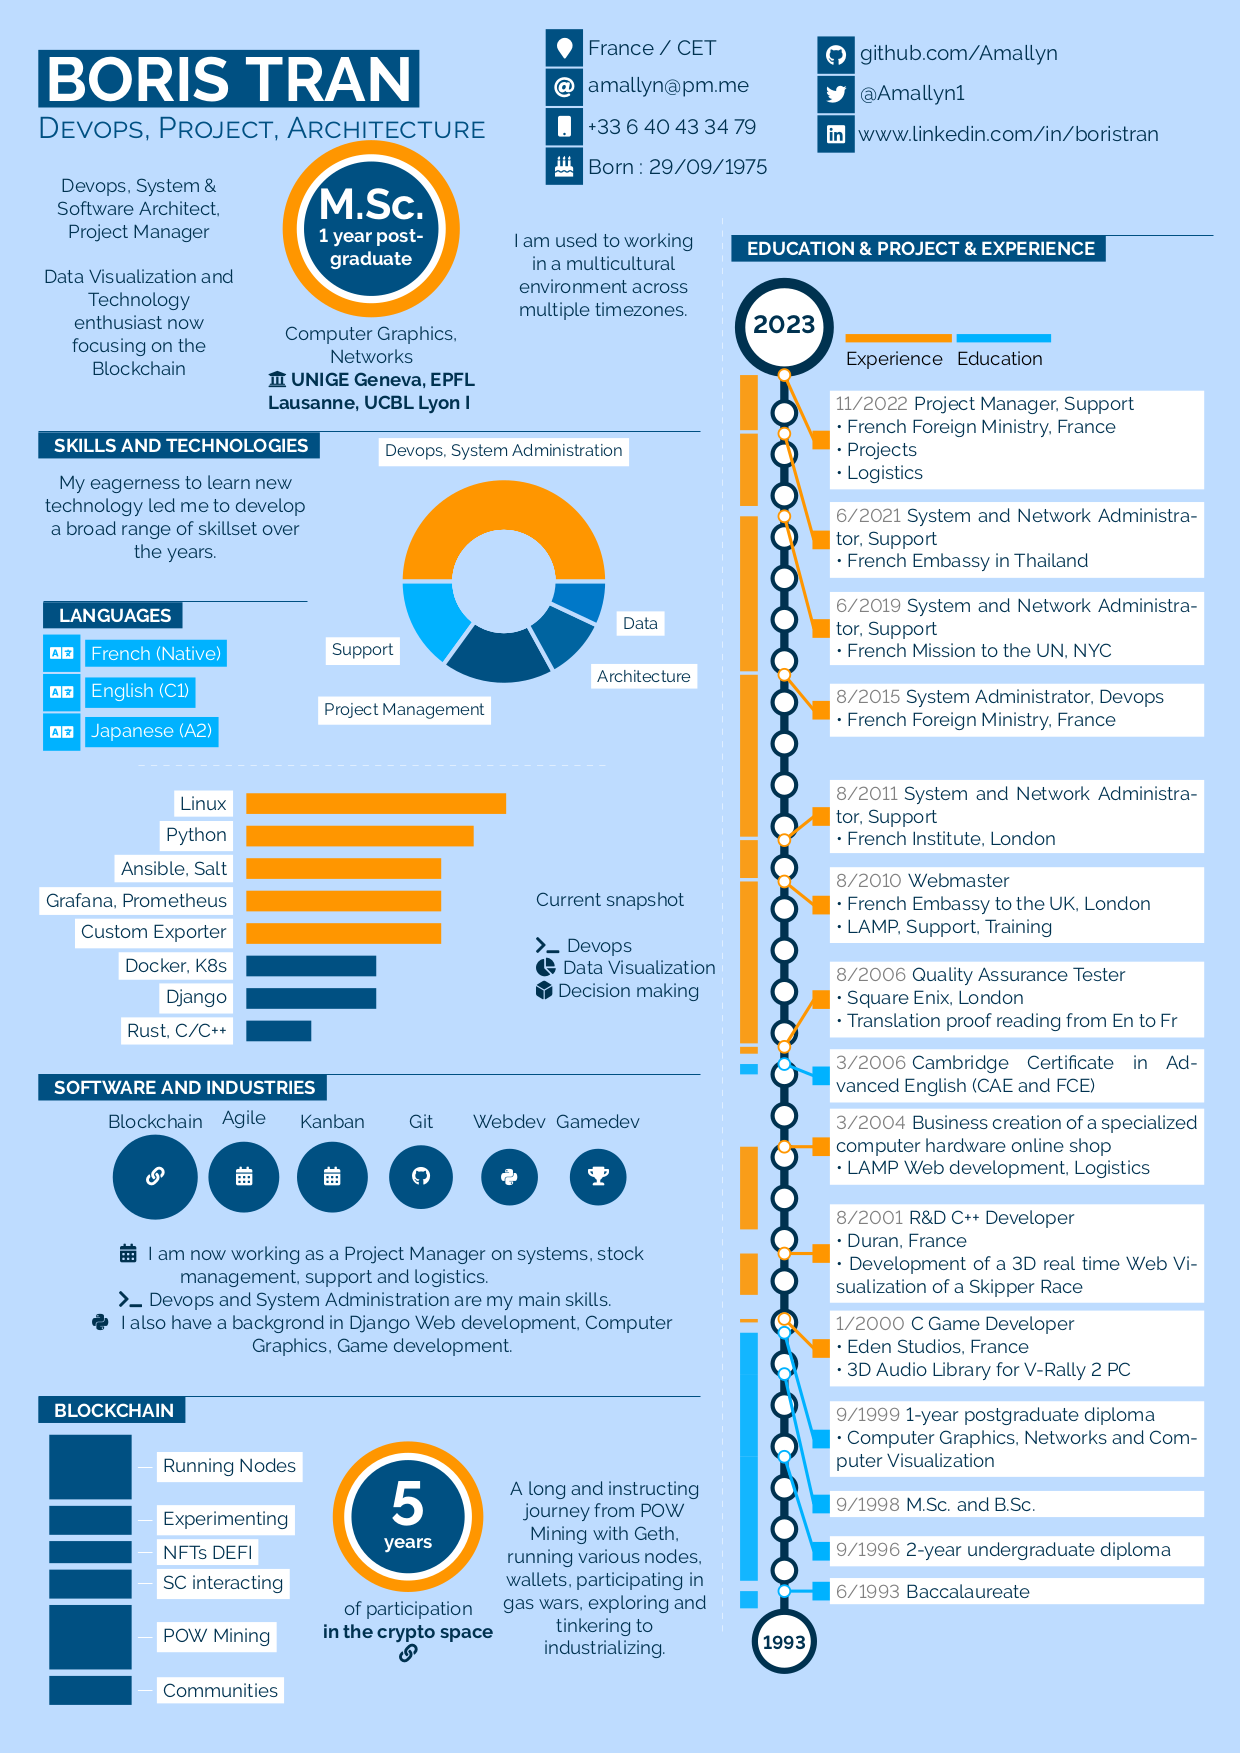 BORIS TRAN
DEVOPS, PROJECT, ARCHITECTURE
France / CET
amallyn@pm.me
+33 6 40 43 34 79
Born : 29/09/1975
github.com/Amallyn
@Amallyn1
www.linkedin.com/in/boristran
Devops, System &
Software Architect,
Project Manager
Data Visualization and
Technology
enthusiast now
focusing on the
Blockchain
M.Sc.
1 year post-
graduate
Computer Graphics,
Networks
UNIGE Geneva, EPFL
Lausanne, UCBL Lyon I
I am used to working
in a multicultural
environment across
multiple timezones.
SKILLS AND TECHNOLOGIES
My eagerness to learn new
technology led me to develop
a broad range of skillset over
the years.
Devops, System Administration
Data
Architecture
Project Management
Support
LANGUAGES
French (Native)
English (C1)
Japanese (A2)
Linux
Python
Ansible, Salt
Grafana, Prometheus
Custom Exporter
Docker, K8s
Django
Rust, C/C++
Current snapshot
Devops
Data Visualization
Decision making
SOFTWARE AND INDUSTRIES
Blockchain
Agile
Kanban
Git
Webdev
Gamedev
I am now working as a Project Manager on systems, stock
management, support and logistics.
Devops and System Administration are my main skills.
I also have a backgrond in Django Web development, Computer
Graphics, Game development.
BLOCKCHAIN
Running Nodes
Experimenting
NFTs DEFI
SC interacting
POW Mining
Communities
5
years
of participation
in the crypto space
A long and instructing
journey from POW
Mining with Geth,
running various nodes,
wallets, participating in
gas wars, exploring and
tinkering to
industrializing.
EDUCATION & PROJECT & EXPERIENCE
2023
Experience
Education
11/2022 Project Manager, Support
• French Foreign Ministry, France
• Projects
• Logistics
6/2021 System and Network Administra-
tor, Support
• French Embassy in Thailand
6/2019 System and Network Administra-
tor, Support
• French Mission to the UN, NYC
8/2015 System Administrator, Devops
• French Foreign Ministry, France
8/2011 System and Network Administra-
tor, Support
• French Institute, London
8/2010 Webmaster
• French Embassy to the UK, London
• LAMP, Support, Training
8/2006 Quality Assurance Tester
• Square Enix, London
• Translation proof reading from En to Fr
3/2006 Cambridge Certificate in Ad-
vanced English (CAE and FCE)
3/2004 Business creation of a specialized
computer hardware online shop
• LAMP Web development, Logistics
8/2001 R&D C++ Developer
• Duran, France
• Development of a 3D real time Web Vi-
sualization of a Skipper Race
1/2000 C Game Developer
• Eden Studios, France
• 3D Audio Library for V-Rally 2 PC
9/1999 1-year postgraduate diploma
• Computer Graphics, Networks and Com-
puter Visualization
9/1998 M.Sc. and B.Sc.
9/1996 2-year undergraduate diploma
6/1993 Baccalaureate
1993